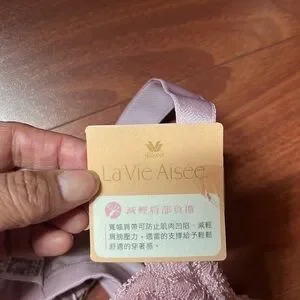 La Vie Aisée
減輕肩部負擔
寬幅肩帶可防止肌肉凹陷、減輕
肩膀壓力。適當的支撐給予輕鬆
舒適的穿著感。